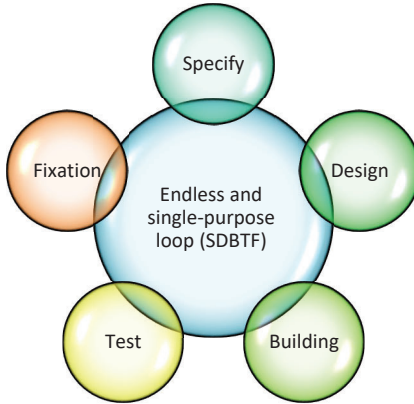 Specify
Fixation
Design
Endless and
single-purpose
loop (SDBTF)
Test
Building